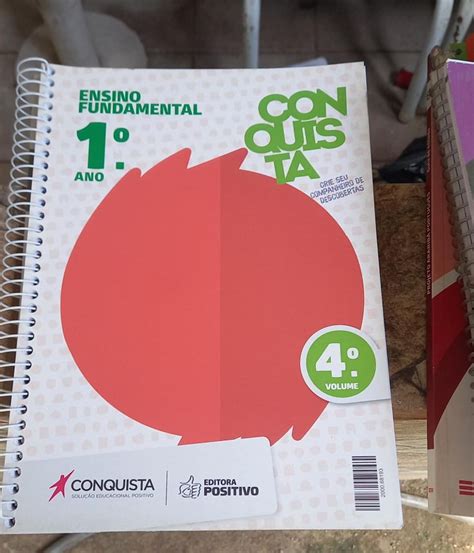 ENSINO
FUNDAMENTAL
1º.
ANO
CON
QUIS
TA
CRIE SEU
COMPANHEIRO DE
DESCOBERTAS
4º.
VOLUME
CONQUISTA
SOLUÇÃO EDUCACIONAL POSITIVO
EDITORA
POSITIVO